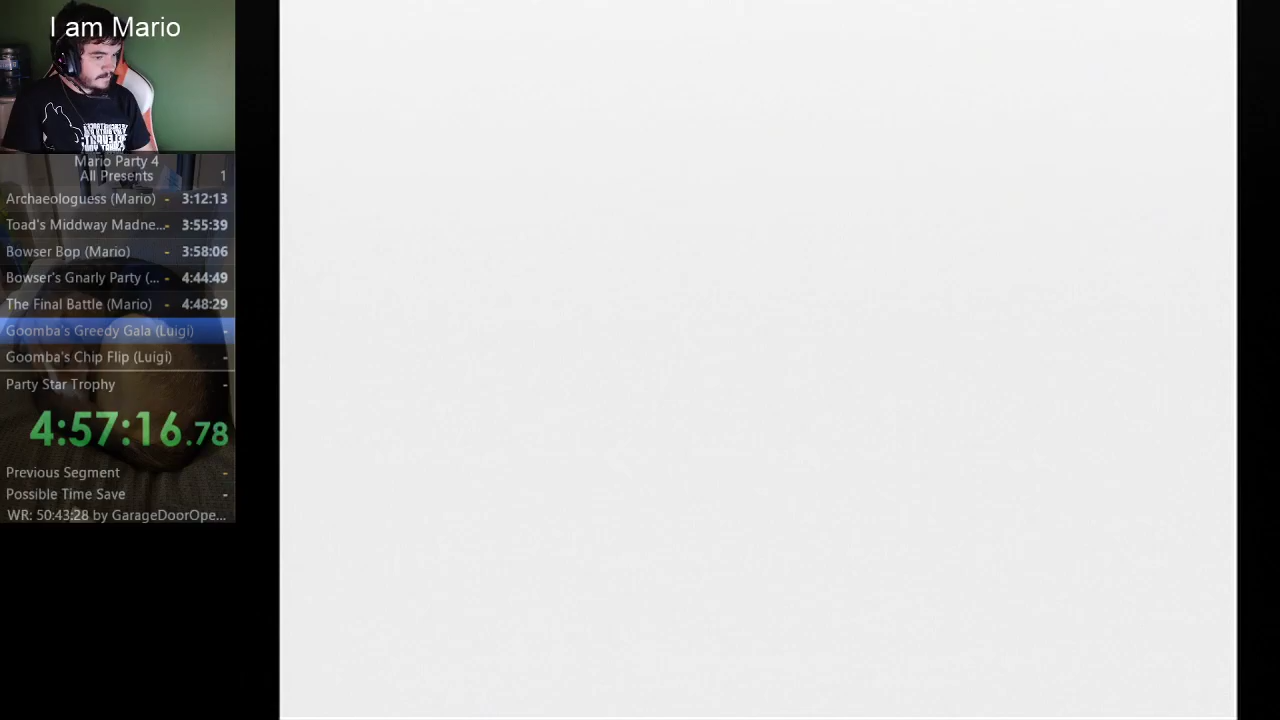 I am Mario
Mario Party 4
All Presents 1
Archaeologuess (Mario) - 3:12:13
Toad's Middway Madne... - 3:55:39
Bowser Bop (Mario) - 3:58:06
Bowser's Gnarly Party (... - 4:44:49
The Final Battle (Mario) - 4:48:29
Goomba's Greedy Gala (Luigi) -
Goomba's Chip Flip (Luigi) -
Party Star Trophy -
4:57:16.78
Previous Segment -
Possible Time Save -
WR: 50:43:28 by GarageDoorOpe...